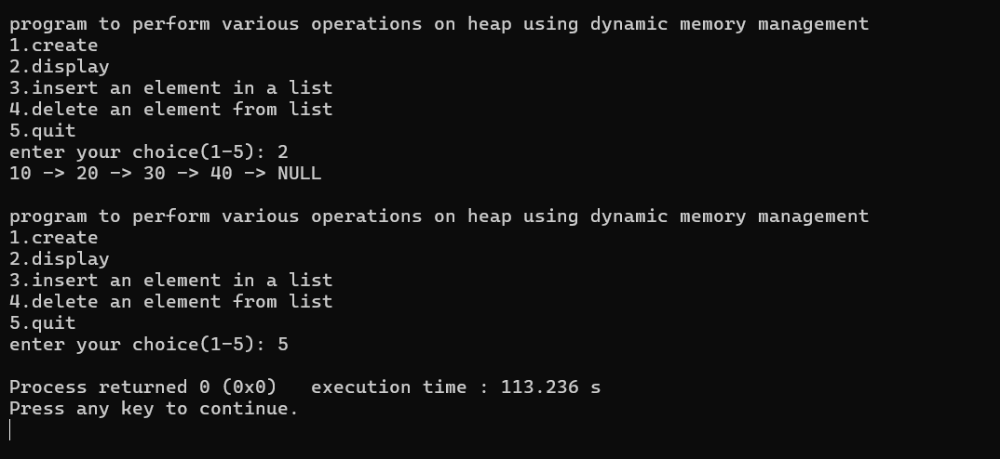 program to perform various operations on heap using dynamic memory management
1.create
2.display
3.insert an element in a list
4.delete an element from list
5.quit
enter your choice(1-5): 2
10 -> 20 -> 30 -> 40 -> NULL
program to perform various operations on heap using dynamic memory management
1.create
2.display
3.insert an element in a list
4.delete an element from list
5.quit
enter your choice(1-5): 5
Process returned 0 (0x0)   execution time : 113.236 s
Press any key to continue.